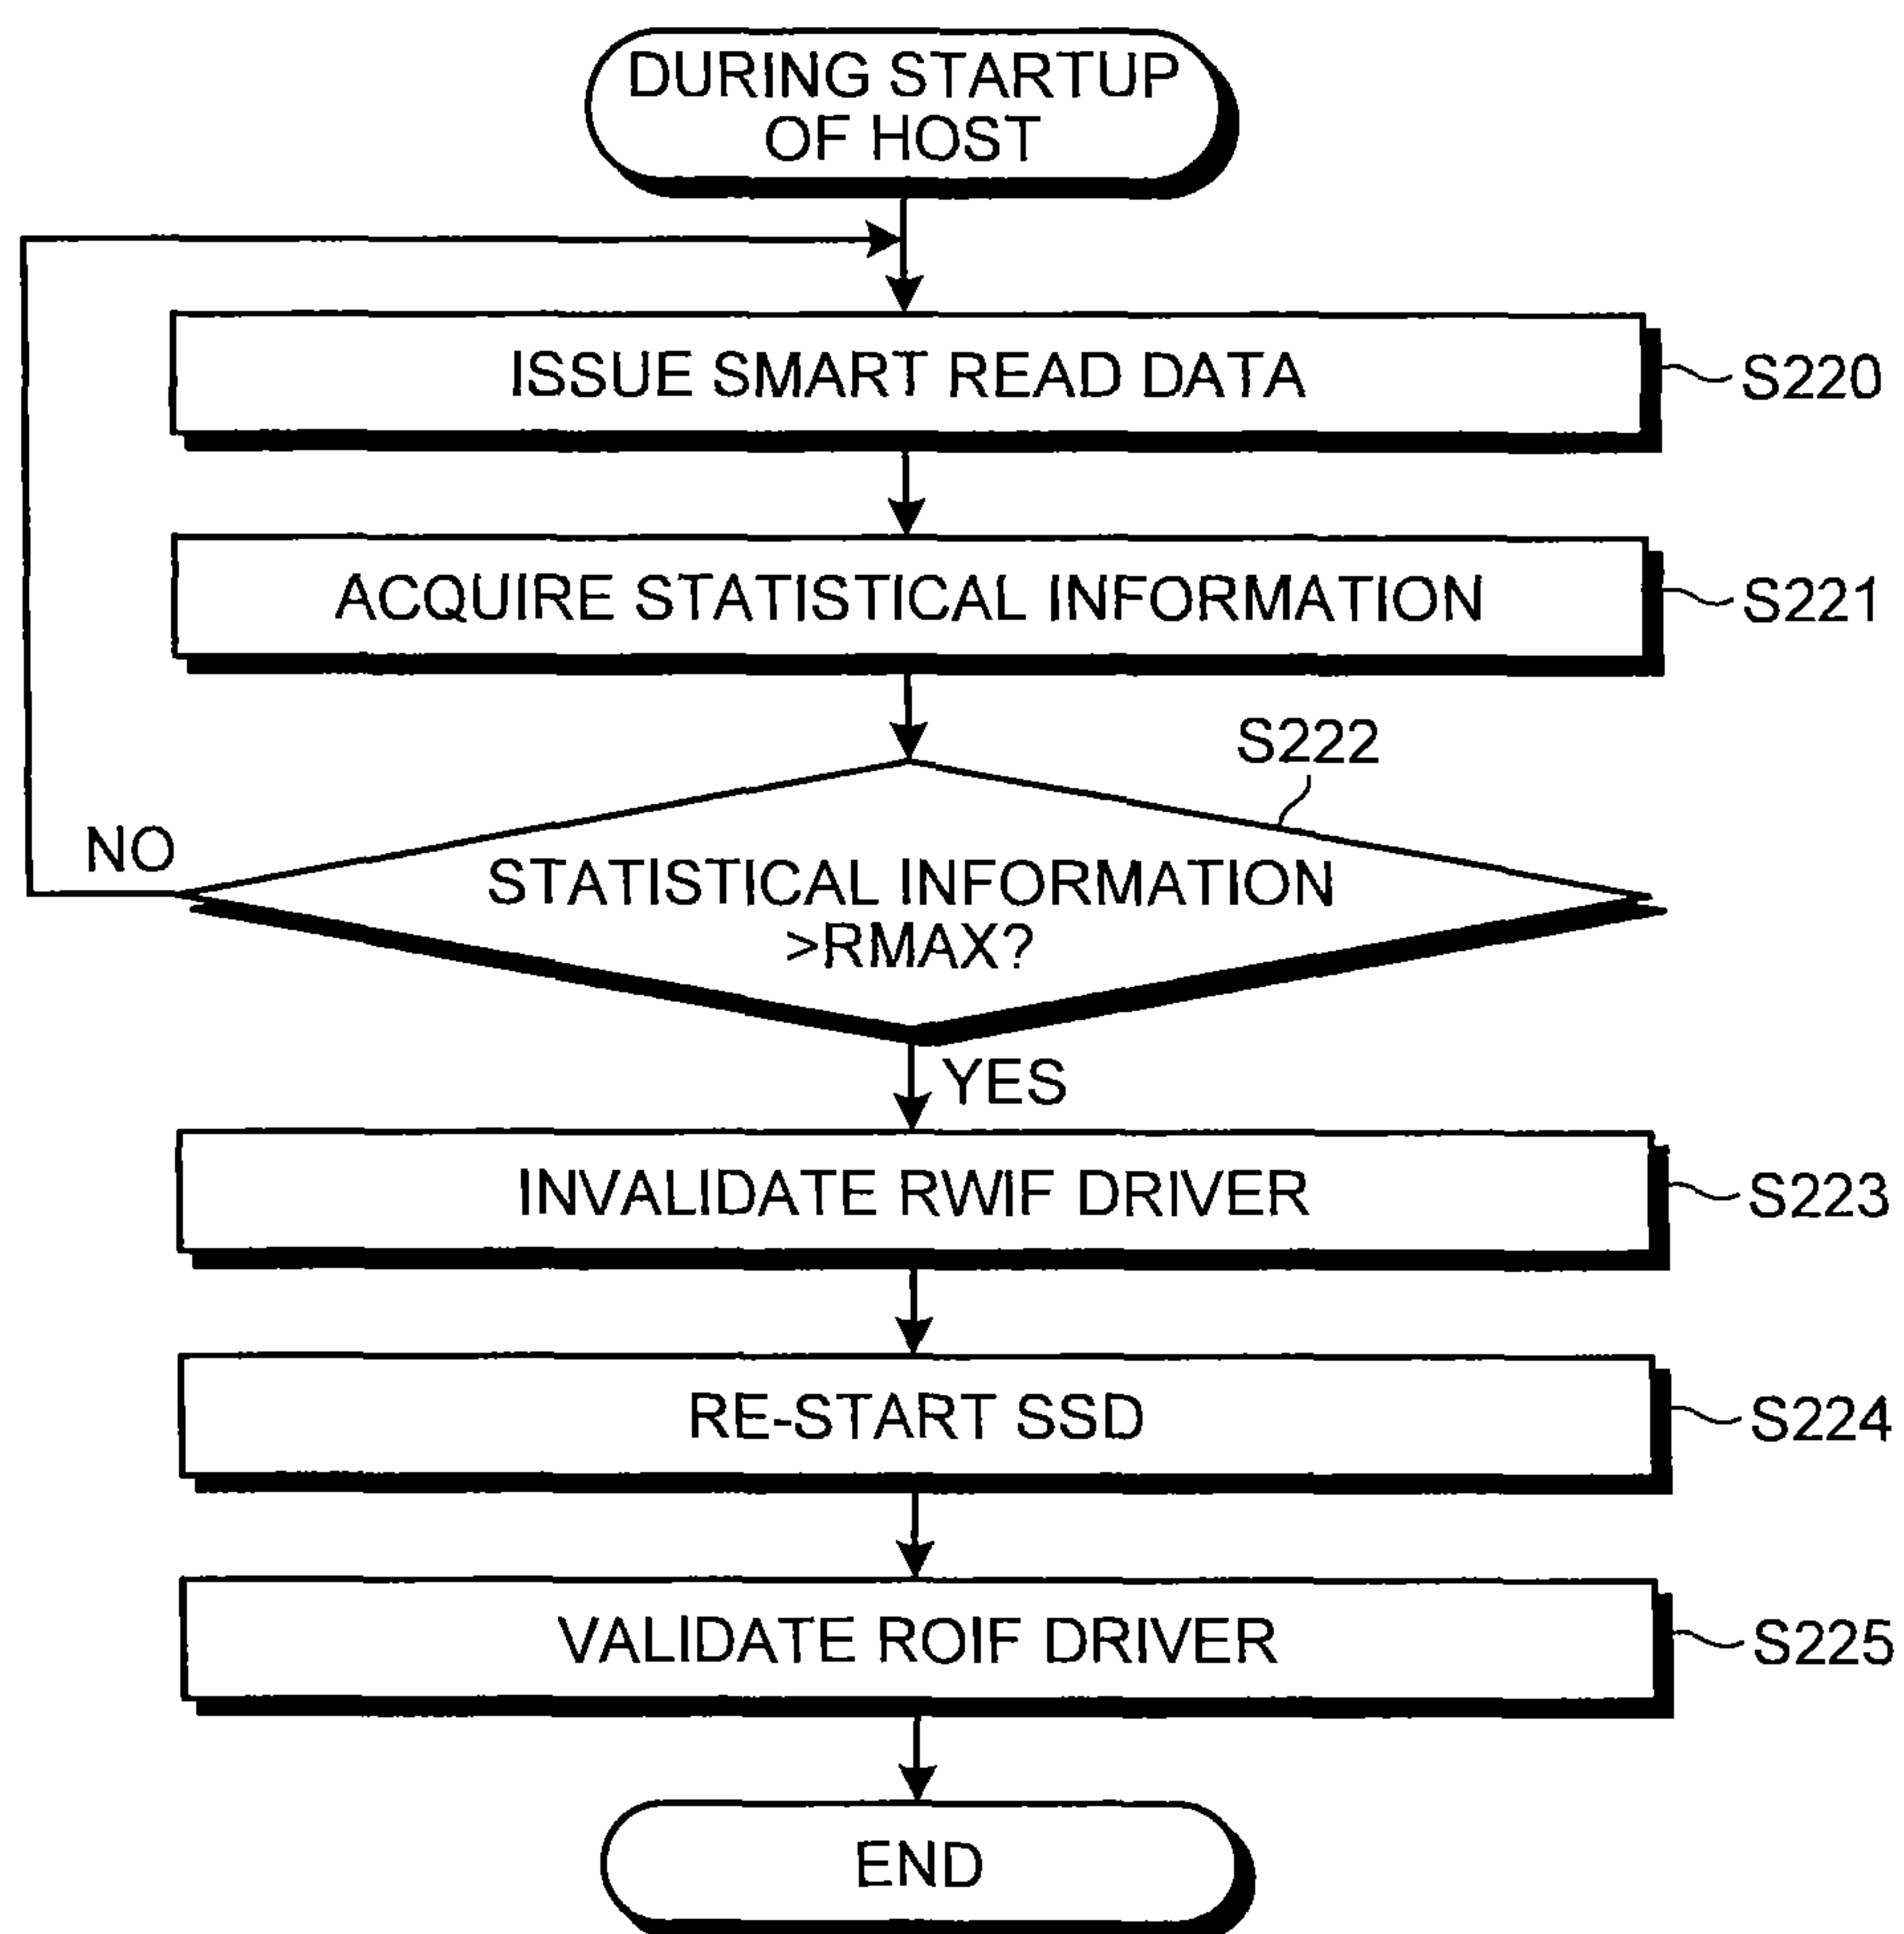 DURING STARTUP
OF HOST
ISSUE SMART READ DATA
S220
ACQUIRE STATISTICAL INFORMATION
S221
S222
NO
STATISTICAL INFORMATION
>RMAX?
YES
INVALIDATE RWIF DRIVER
S223
RE-START SSD
S224
VALIDATE ROIF DRIVER
S225
END